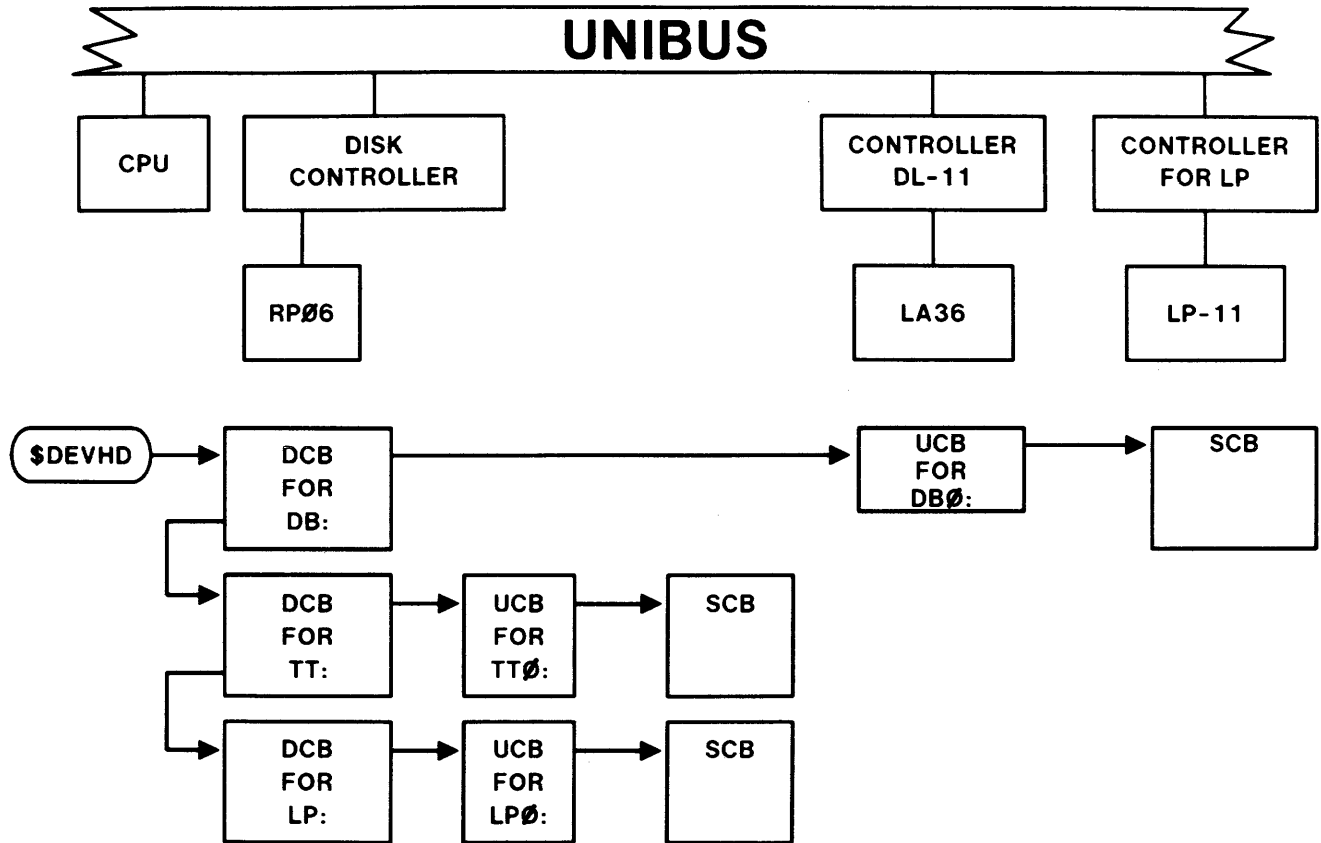 UNIBUS
CPU
DISK
CONTROLLER
CONTROLLER
DL-11
CONTROLLER
FOR LP
RPØ6
LA36
LP-11
$DEVHD
DCB
FOR
DB:
UCB
FOR
DBØ:
SCB
DCB
FOR
TT:
UCB
FOR
TTØ:
SCB
DCB
FOR
LP:
UCB
FOR
LPØ:
SCB